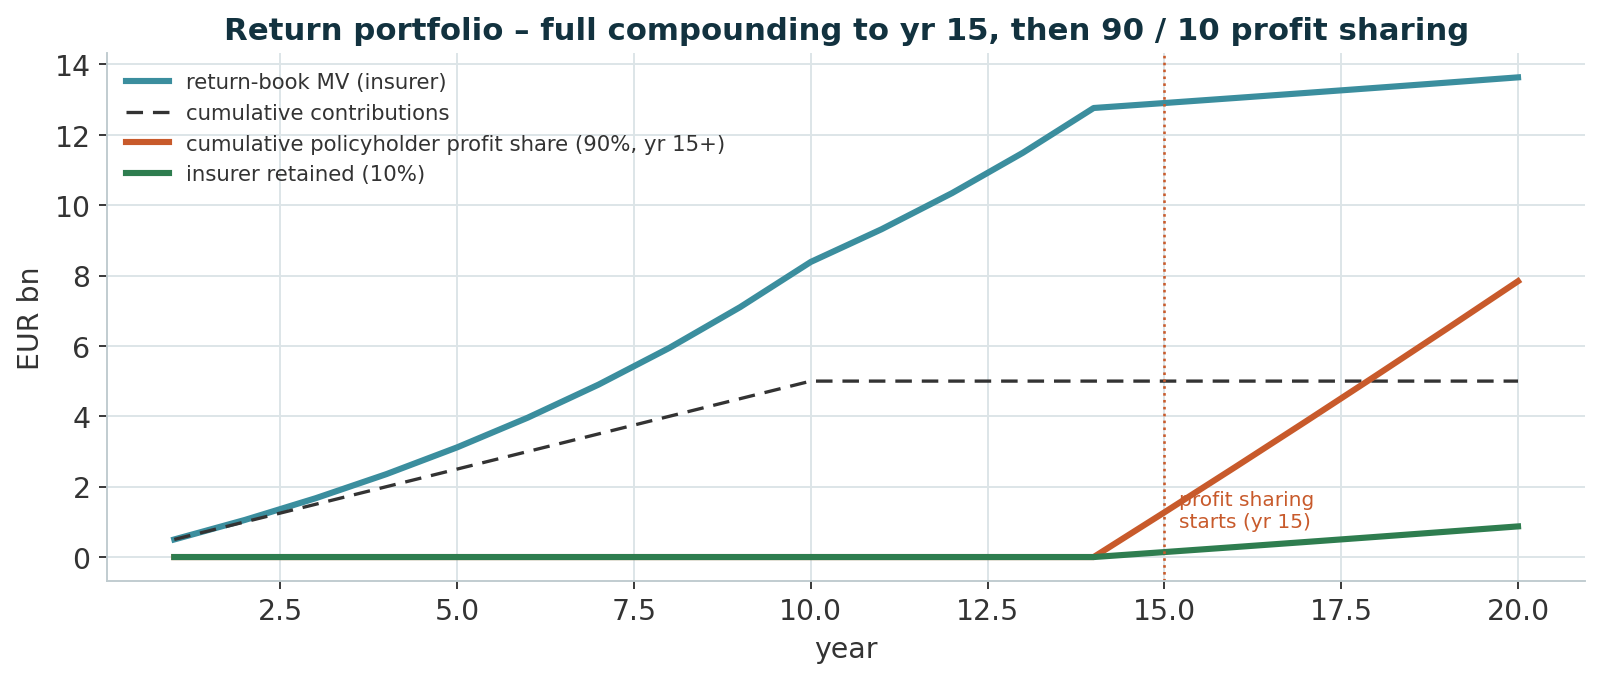 Return portfolio – full compounding to yr 15, then 90 / 10 profit sharing
return-book MV (insurer)
cumulative contributions
cumulative policyholder profit share (90%, yr 15+)
insurer retained (10%)
EUR bn
14
12
10
8
6
4
2
0
profit sharing
starts (yr 15)
2.5 5.0 7.5 10.0 12.5 15.0 17.5 20.0
year